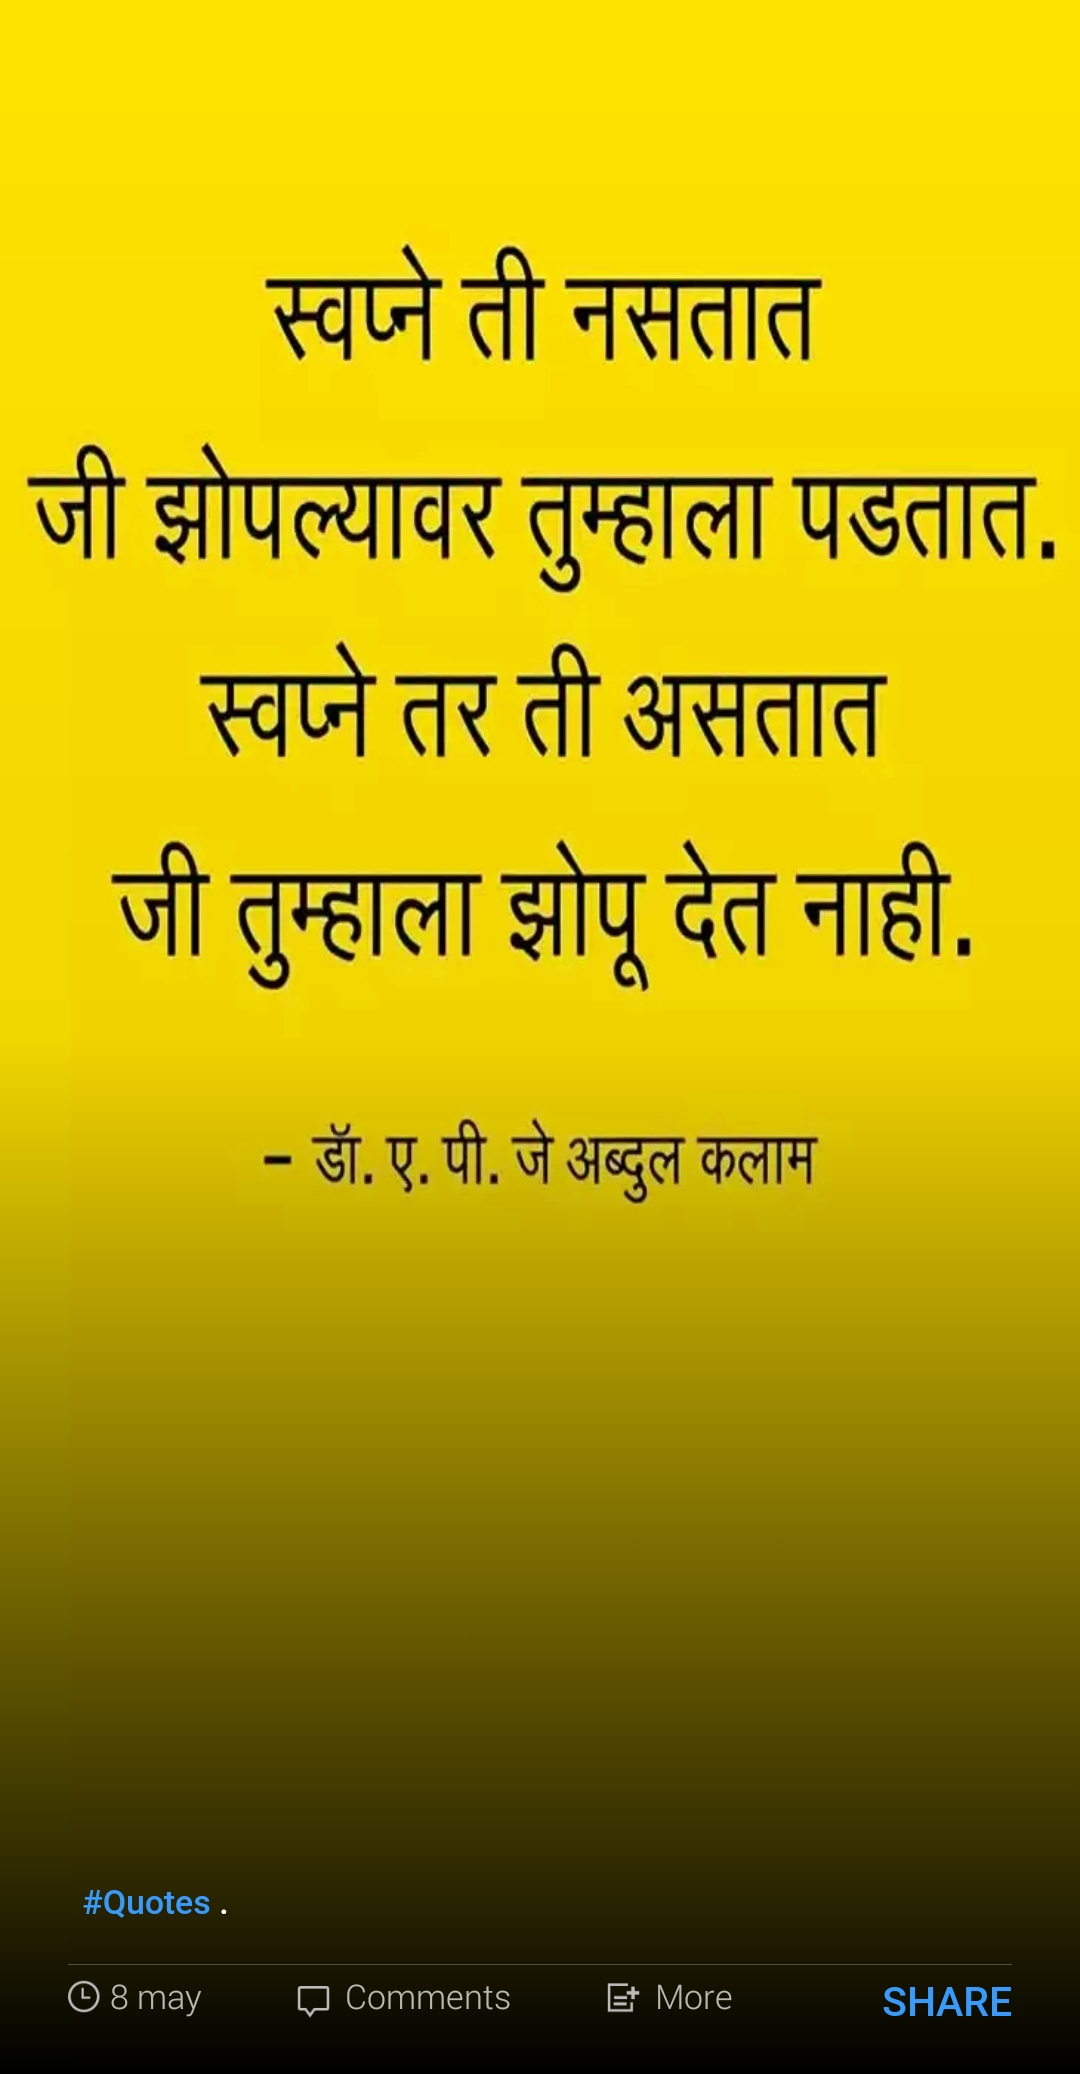 स्वप्ने ती नसतात
जी झोपल्यावर तुम्हाला पडतात.
स्वप्ने तर ती असतात
जी तुम्हाला झोपू देत नाही.
– डॉ. ए. पी. जे अब्दुल कलाम
#Quotes .
8 may Comments More SHARE